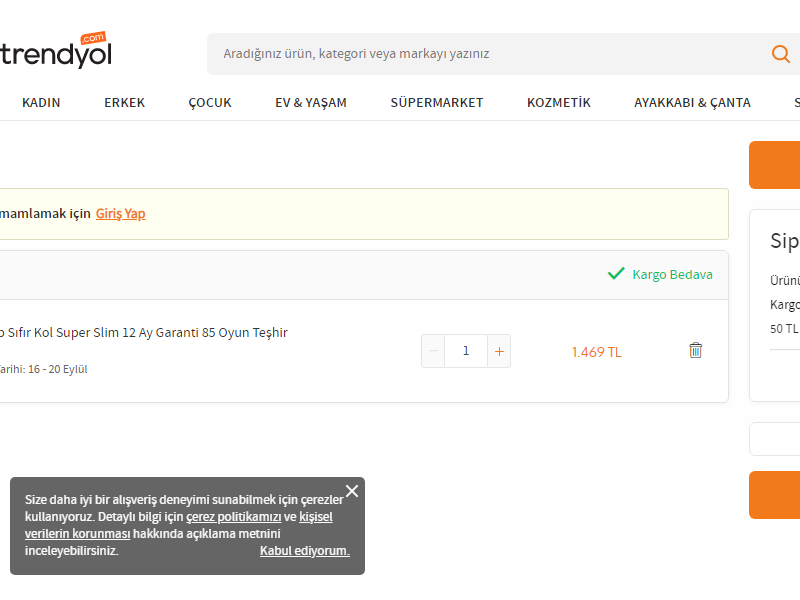 trendyol
.com
Aradığınız ürün, kategori veya markayı yazınız
KADIN ERKEK ÇOCUK EV & YAŞAM SÜPERMARKET KOZMETİK AYAKKABI & ÇANTA S
mamlamak için Giriş Yap
Kargo Bedava
Sıfır Kol Super Slim 12 Ay Garanti 85 Oyun Teşhir
arihi: 16 - 20 Eylül
1
1.469 TL
Sip
Ürünü
Kargo
50 TL
Size daha iyi bir alışveriş deneyimi sunabilmek için çerezler
kullanıyoruz. Detaylı bilgi için çerez politikamızı ve kişisel
verilerin korunması hakkında açıklama metnini
inceleyebilirsiniz. Kabul ediyorum.